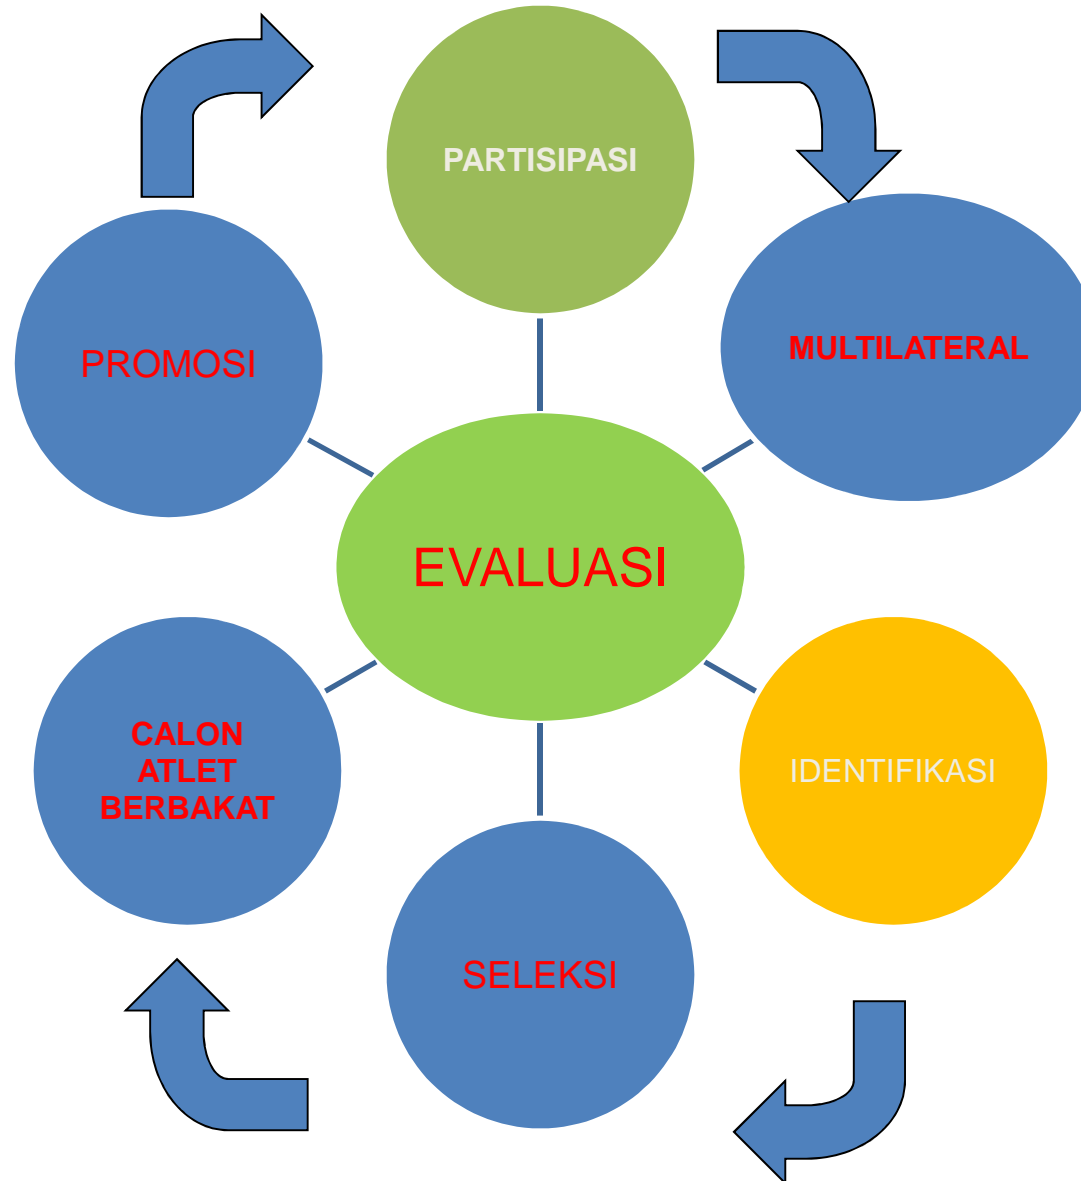 PARTISIPASI
MULTILATERAL
PROMOSI
EVALUASI
IDENTIFIKASI
CALON
ATLET
BERBAKAT
SELEKSI